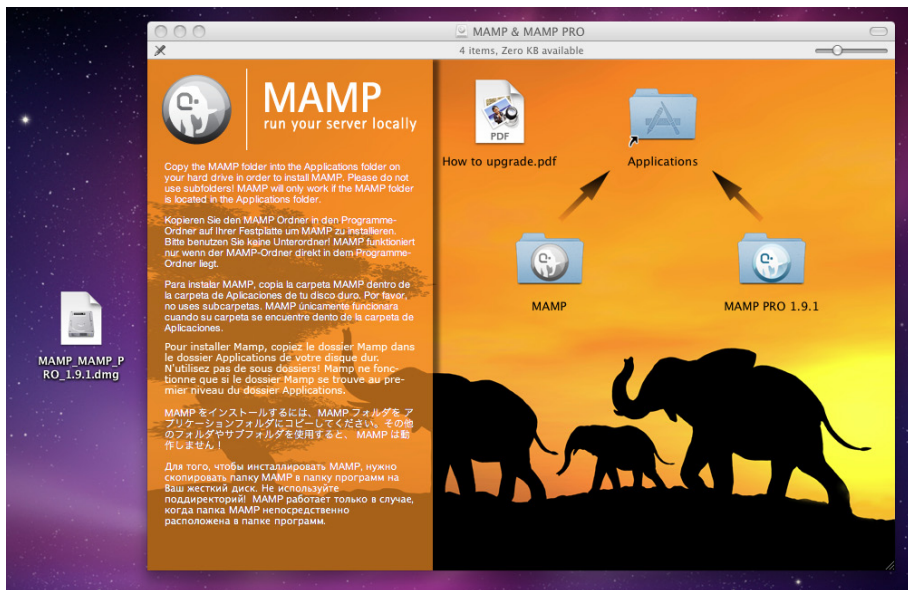 MAMP & MAMP PRO
4 items, Zero KB available
MAMP
run your server locally
Copy the MAMP folder into the Applications folder on
your hard drive in order to install MAMP. Please do not
use subfolders! MAMP will only work if the MAMP folder
is located in the Applications folder.
Kopieren Sie den MAMP Ordner in den Programme-
Ordner auf Ihrer Festplatte um MAMP zu installieren.
Bitte benutzen Sie keine Unterordner! MAMP funktioniert
nur wenn der MAMP-Ordner direkt in dem Programme-
Ordner liegt.
Para instalar MAMP, copia la carpeta MAMP dentro de
la carpeta de Aplicaciones de tu disco duro. Por favor,
no uses subcarpetas. MAMP únicamente funcionara
cuando su carpeta se encuentre dento de la carpeta de
Aplicaciones.
Pour installer Mamp, copiez le dossier Mamp dans
le dossier Applications de votre disque dur.
N'utilisez pas de sous dossiers! Mamp ne fonc-
tionne que si le dossier Mamp se trouve au pre-
mier niveau du dossier Applications.
MAMP をインストールするには、MAMP フォルダを ア
プリケーションフォルダにコピーしてください。その他
のフォルダやサブフォルダを使用すると、 MAMP は動
作しません！
Для того, чтобы инсталлировать MAMP, нужно
скопировать папку MAMP в папку программ на
Ваш жесткий диск. Не используйте
поддиректорий! MAMP работает только в случае,
когда папка MAMP непосредственно
расположена в папке программ.
PDF
How to upgrade.pdf
Applications
MAMP
MAMP PRO 1.9.1
MAMP_MAMP_P
RO_1.9.1.dmg